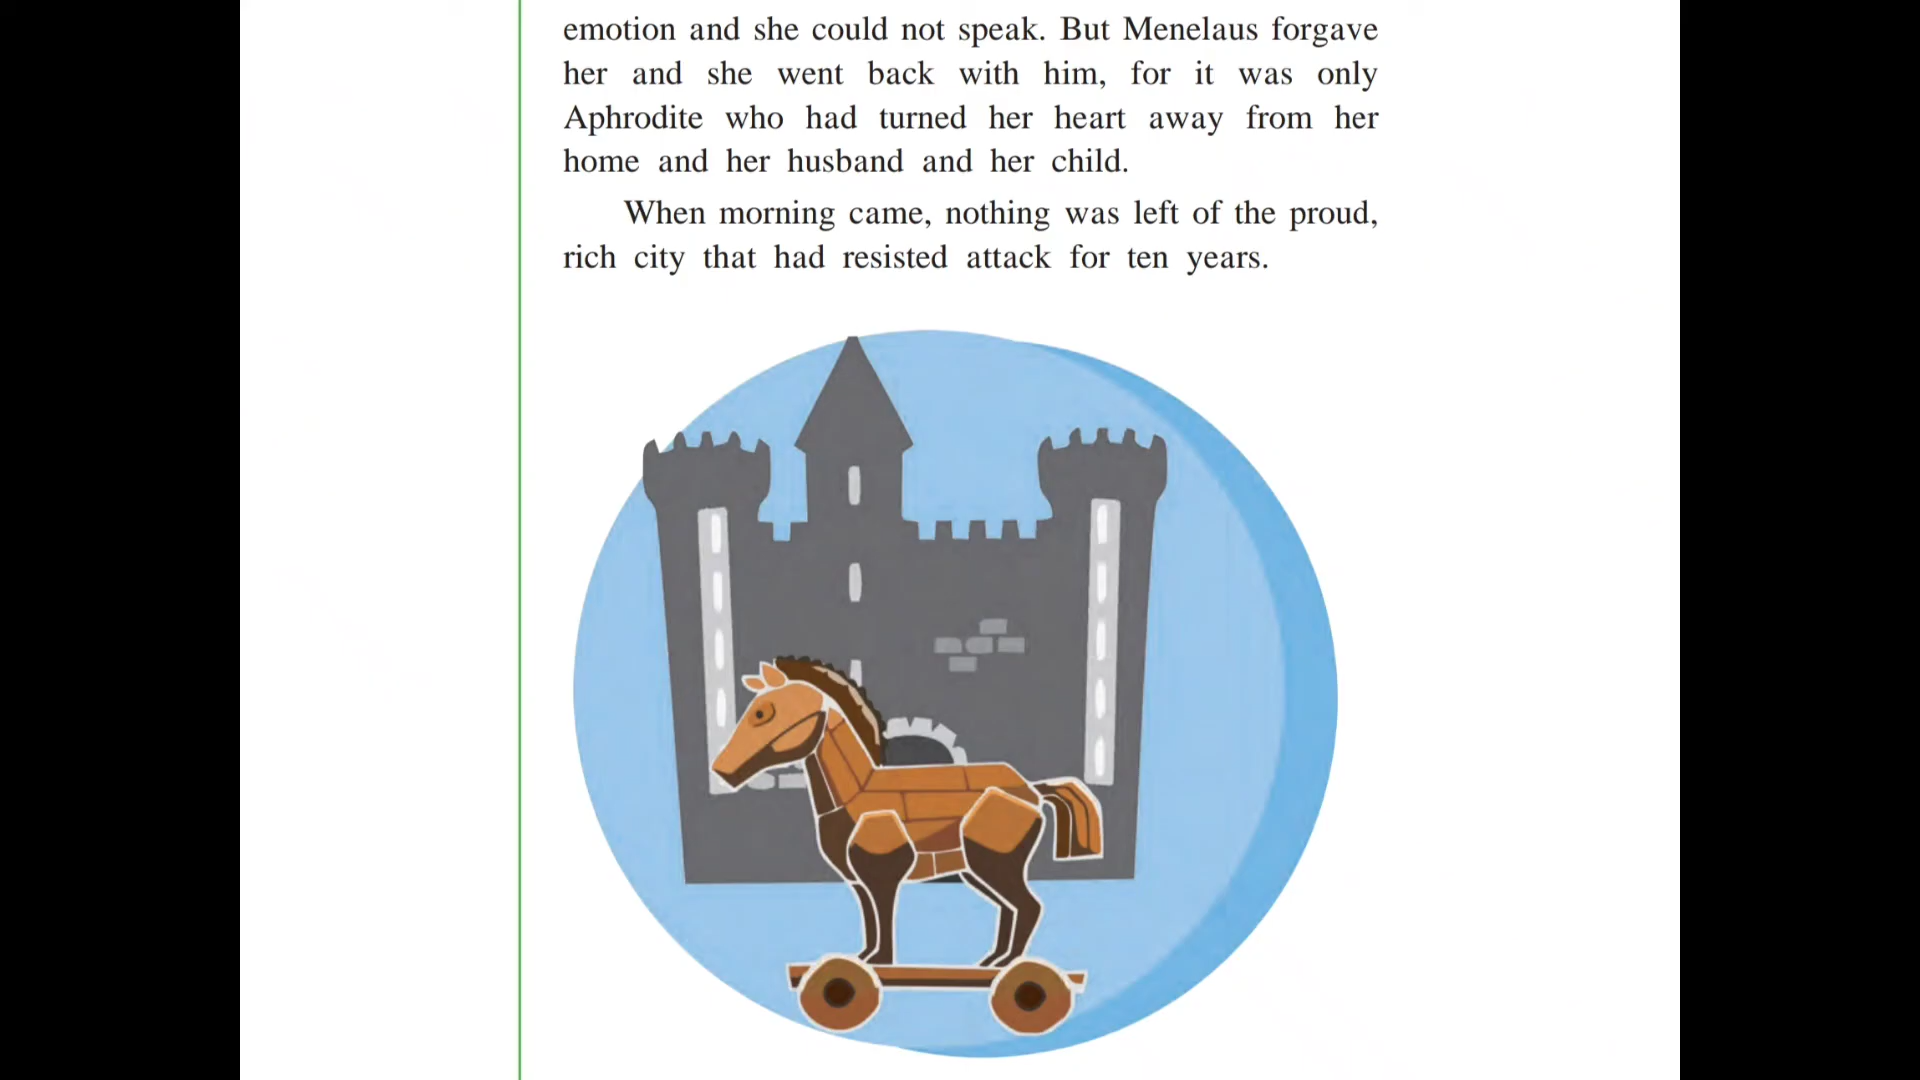 emotion and she could not speak. But Menelaus forgave
her and she went back with him, for it was only
Aphrodite who had turned her heart away from her
home and her husband and her child.
When morning came, nothing was left of the proud,
rich city that had resisted attack for ten years.